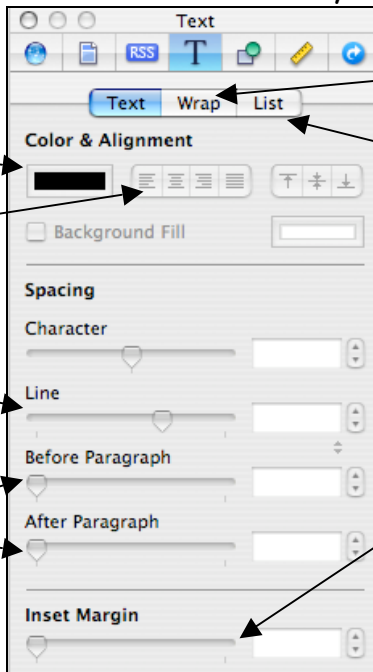 Text
RSS T
Text Wrap List
Color & Alignment
Background Fill
Spacing
Character
Line
Before Paragraph
After Paragraph
Inset Margin